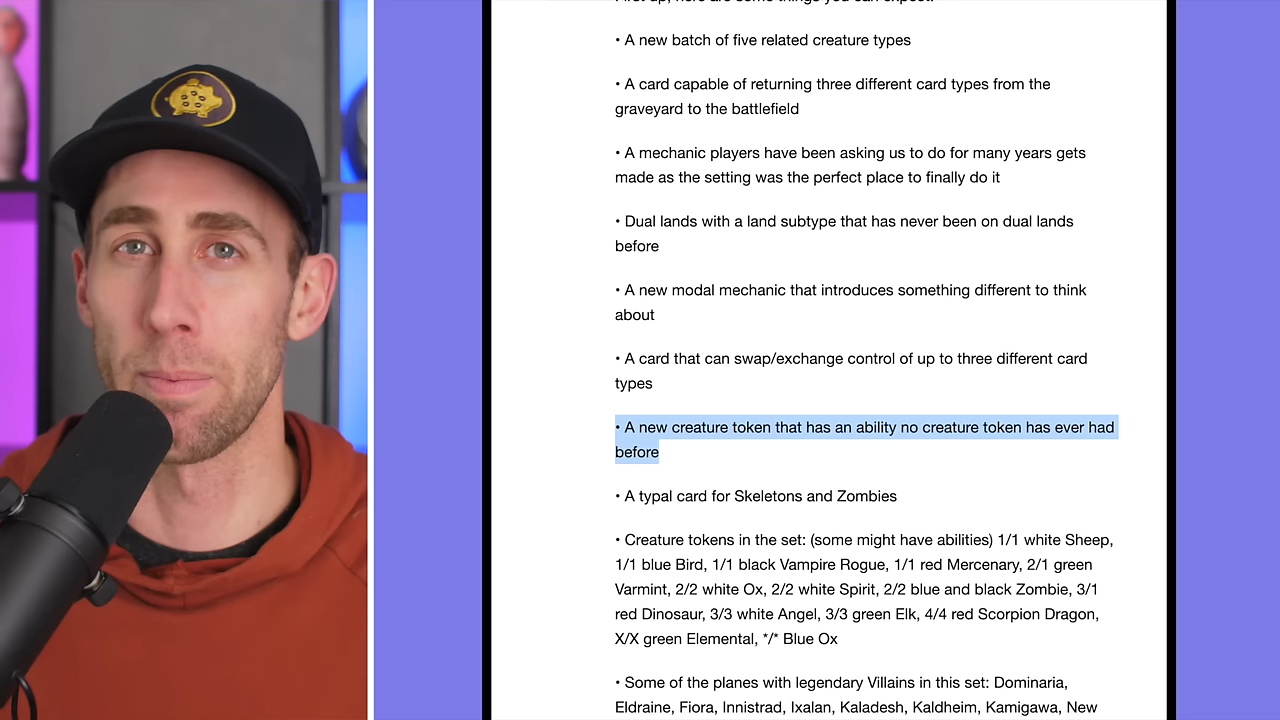 First up, here are some things you can expect:
• A new batch of five related creature types
• A card capable of returning three different card types from the
graveyard to the battlefield
• A mechanic players have been asking us to do for many years gets
made as the setting was the perfect place to finally do it
• Dual lands with a land subtype that has never been on dual lands
before
• A new modal mechanic that introduces something different to think
about
• A card that can swap/exchange control of up to three different card
types
• A new creature token that has an ability no creature token has ever had
before
• A typal card for Skeletons and Zombies
• Creature tokens in the set: (some might have abilities) 1/1 white Sheep,
1/1 blue Bird, 1/1 black Vampire Rogue, 1/1 red Mercenary, 2/1 green
Varmint, 2/2 white Ox, 2/2 white Spirit, 2/2 blue and black Zombie, 3/1
red Dinosaur, 3/3 white Angel, 3/3 green Elk, 4/4 red Scorpion Dragon,
X/X green Elemental, */* Blue Ox
• Some of the planes with legendary Villains in this set: Dominaria,
Eldraine, Fiora, Innistrad, Ixalan, Kaladesh, Kaldheim, Kamigawa, New